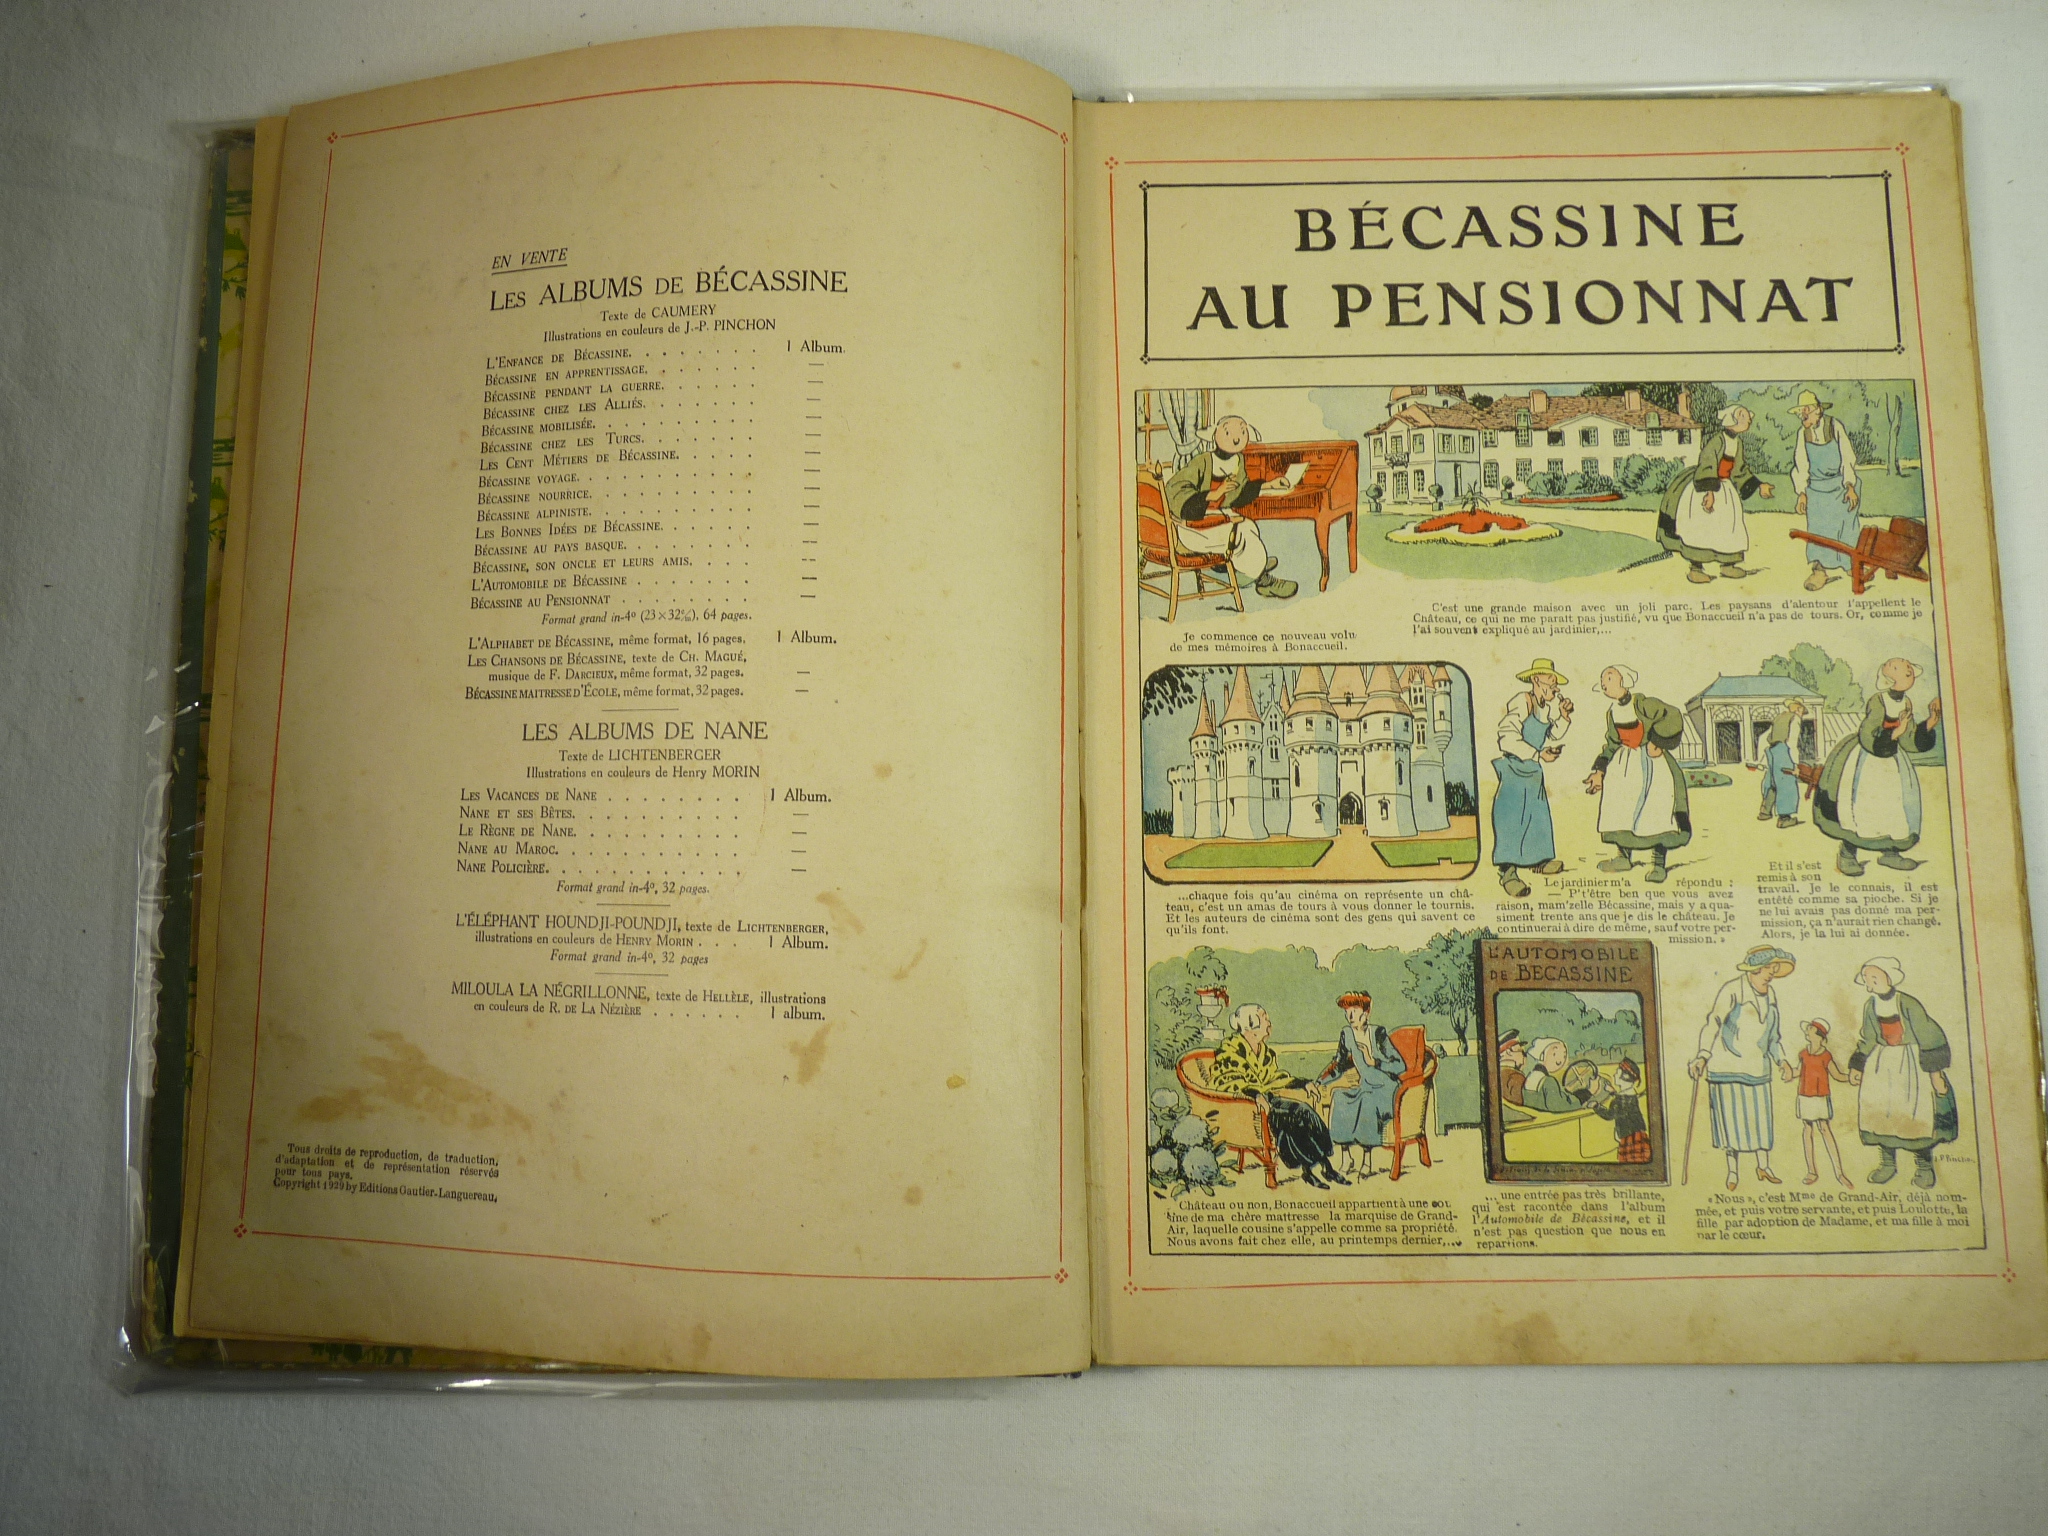 EN VENTE
LES ALBUMS DE BÉCASSINE
Texte de CAUMERY
Illustrations en couleurs de J.-P. PINCHON
L'ENFANCE DE BÉCASSINE. . . . . . . . 1 Album.
BÉCASSINE EN APPRENTISSAGE. . . . . . . —
BÉCASSINE PENDANT LA GUERRE. . . . . . —
BÉCASSINE CHEZ LES ALLIÉS. . . . . . . —
BÉCASSINE MOBILISÉE. . . . . . . . . —
BÉCASSINE CHEZ LES TURCS. . . . . . . —
LES CENT MÉTIERS DE BÉCASSINE. . . . . —
BÉCASSINE VOYAGE. . . . . . . . . . —
BÉCASSINE NOURRICE. . . . . . . . . —
BÉCASSINE ALPINISTE. . . . . . . . . —
LES BONNES IDÉES DE BÉCASSINE. . . . . . —
BÉCASSINE AU PAYS BASQUE. . . . . . . —
BÉCASSINE, SON ONCLE ET LEURS AMIS. . . . —
L'AUTOMOBILE DE BÉCASSINE . . . . . . . —
BÉCASSINE AU PENSIONNAT . . . . . . . —
Format grand in-4° (23×32c/m), 64 pages.
L'ALPHABET DE BÉCASSINE, même format, 16 pages. 1 Album.
LES CHANSONS DE BÉCASSINE, texte de CH. MAGUÉ,
musique de F. DARCIEUX, même format, 32 pages. —
BÉCASSINE MAITRESSE D'ÉCOLE, même format, 32 pages. —
LES ALBUMS DE NANE
Texte de LICHTENBERGER
Illustrations en couleurs de Henry MORIN
LES VACANCES DE NANE . . . . . . . . 1 Album.
NANE ET SES BÊTES. . . . . . . . . . —
LE RÈGNE DE NANE. . . . . . . . . . —
NANE AU MAROC. . . . . . . . . . . —
NANE POLICIÈRE. . . . . . . . . . . —
Format grand in-4°, 32 pages.
L'ÉLÉPHANT HOUNDJI-POUNDJI, texte de LICHTENBERGER,
illustrations en couleurs de HENRY MORIN . . . 1 Album.
Format grand in-4°, 32 pages
MILOULA LA NÉGRILLONNE, texte de HELLÈLE, illustrations
en couleurs de R. DE LA NÉZIÈRE . . . . . . 1 album.
Tous droits de reproduction, de traduction,
d'adaptation et de représentation réservés
pour tous pays.
Copyright 1929 by Editions Gautier-Languereau.
BÉCASSINE
AU PENSIONNAT
Je commence ce nouveau volu
de mes mémoires à Bonaccueil.
C'est une grande maison avec un joli parc. Les paysans d'alentour l'appellent le
Château, ce qui ne me paraît pas justifié, vu que Bonaccueil n'a pas de tours. Or, comme je
l'ai souvent expliqué au jardinier,...
...chaque fois qu'au cinéma on représente un châ-
teau, c'est un amas de tours à vous donner le tournis.
Et les auteurs de cinéma sont des gens qui savent ce
qu'ils font.
Le jardinier m'a répondu :
— P't'être ben que vous avez
raison, mam'zelle Bécassine, mais y a qua-
siment trente ans que je dis le château. Je
continuerai à dire de même, sauf votre per-
mission. »
Et il s'est
remis à son
travail. Je le connais, il est
entêté comme sa pioche. Si je
ne lui avais pas donné ma per-
mission, ça n'aurait rien changé.
Alors, je la lui ai donnée.
Château ou non, Bonaccueil appartient à une cou
sine de ma chère maîtresse la marquise de Grand-
Air, laquelle cousine s'appelle comme sa propriété.
Nous avons fait chez elle, au printemps dernier,...
L'AUTOMOBILE
DE BÉCASSINE
...une entrée pas très brillante,
qui est racontée dans l'album
l'Automobile de Bécassine, et il
n'est pas question que nous en
repartions.
J. P. Pinchon
« Nous », c'est Mme de Grand-Air, déjà nom-
mée, et puis votre servante, et puis Loulotte, la
fille par adoption de Madame, et ma fille à moi
par le cœur.